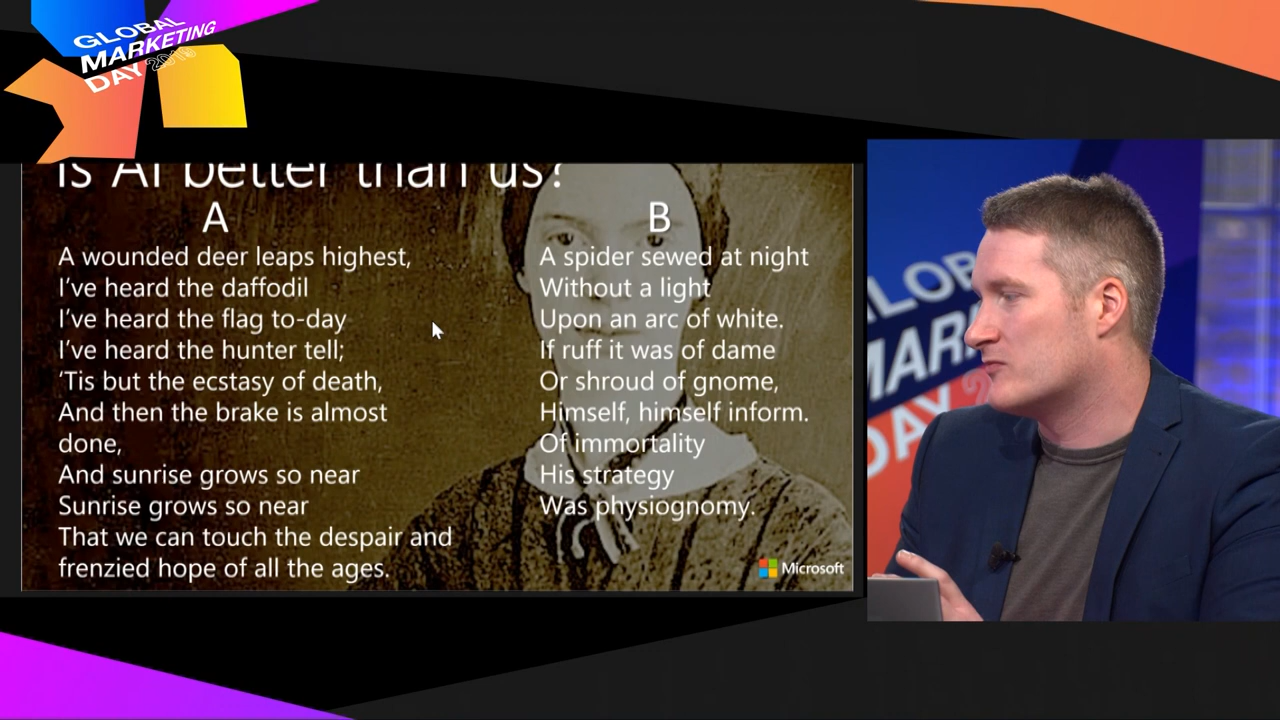 GLOBAL
MARKETING
DAY 2019
Is AI better than us?
A
A wounded deer leaps highest,
I've heard the daffodil
I've heard the flag to-day
I've heard the hunter tell;
'Tis but the ecstasy of death,
And then the brake is almost
done,
And sunrise grows so near
Sunrise grows so near
That we can touch the despair and
frenzied hope of all the ages.
B
A spider sewed at night
Without a light
Upon an arc of white.
If ruff it was of dame
Or shroud of gnome,
Himself, himself inform.
Of immortality
His strategy
Was physiognomy.
Microsoft
LOB
MAR
DAY